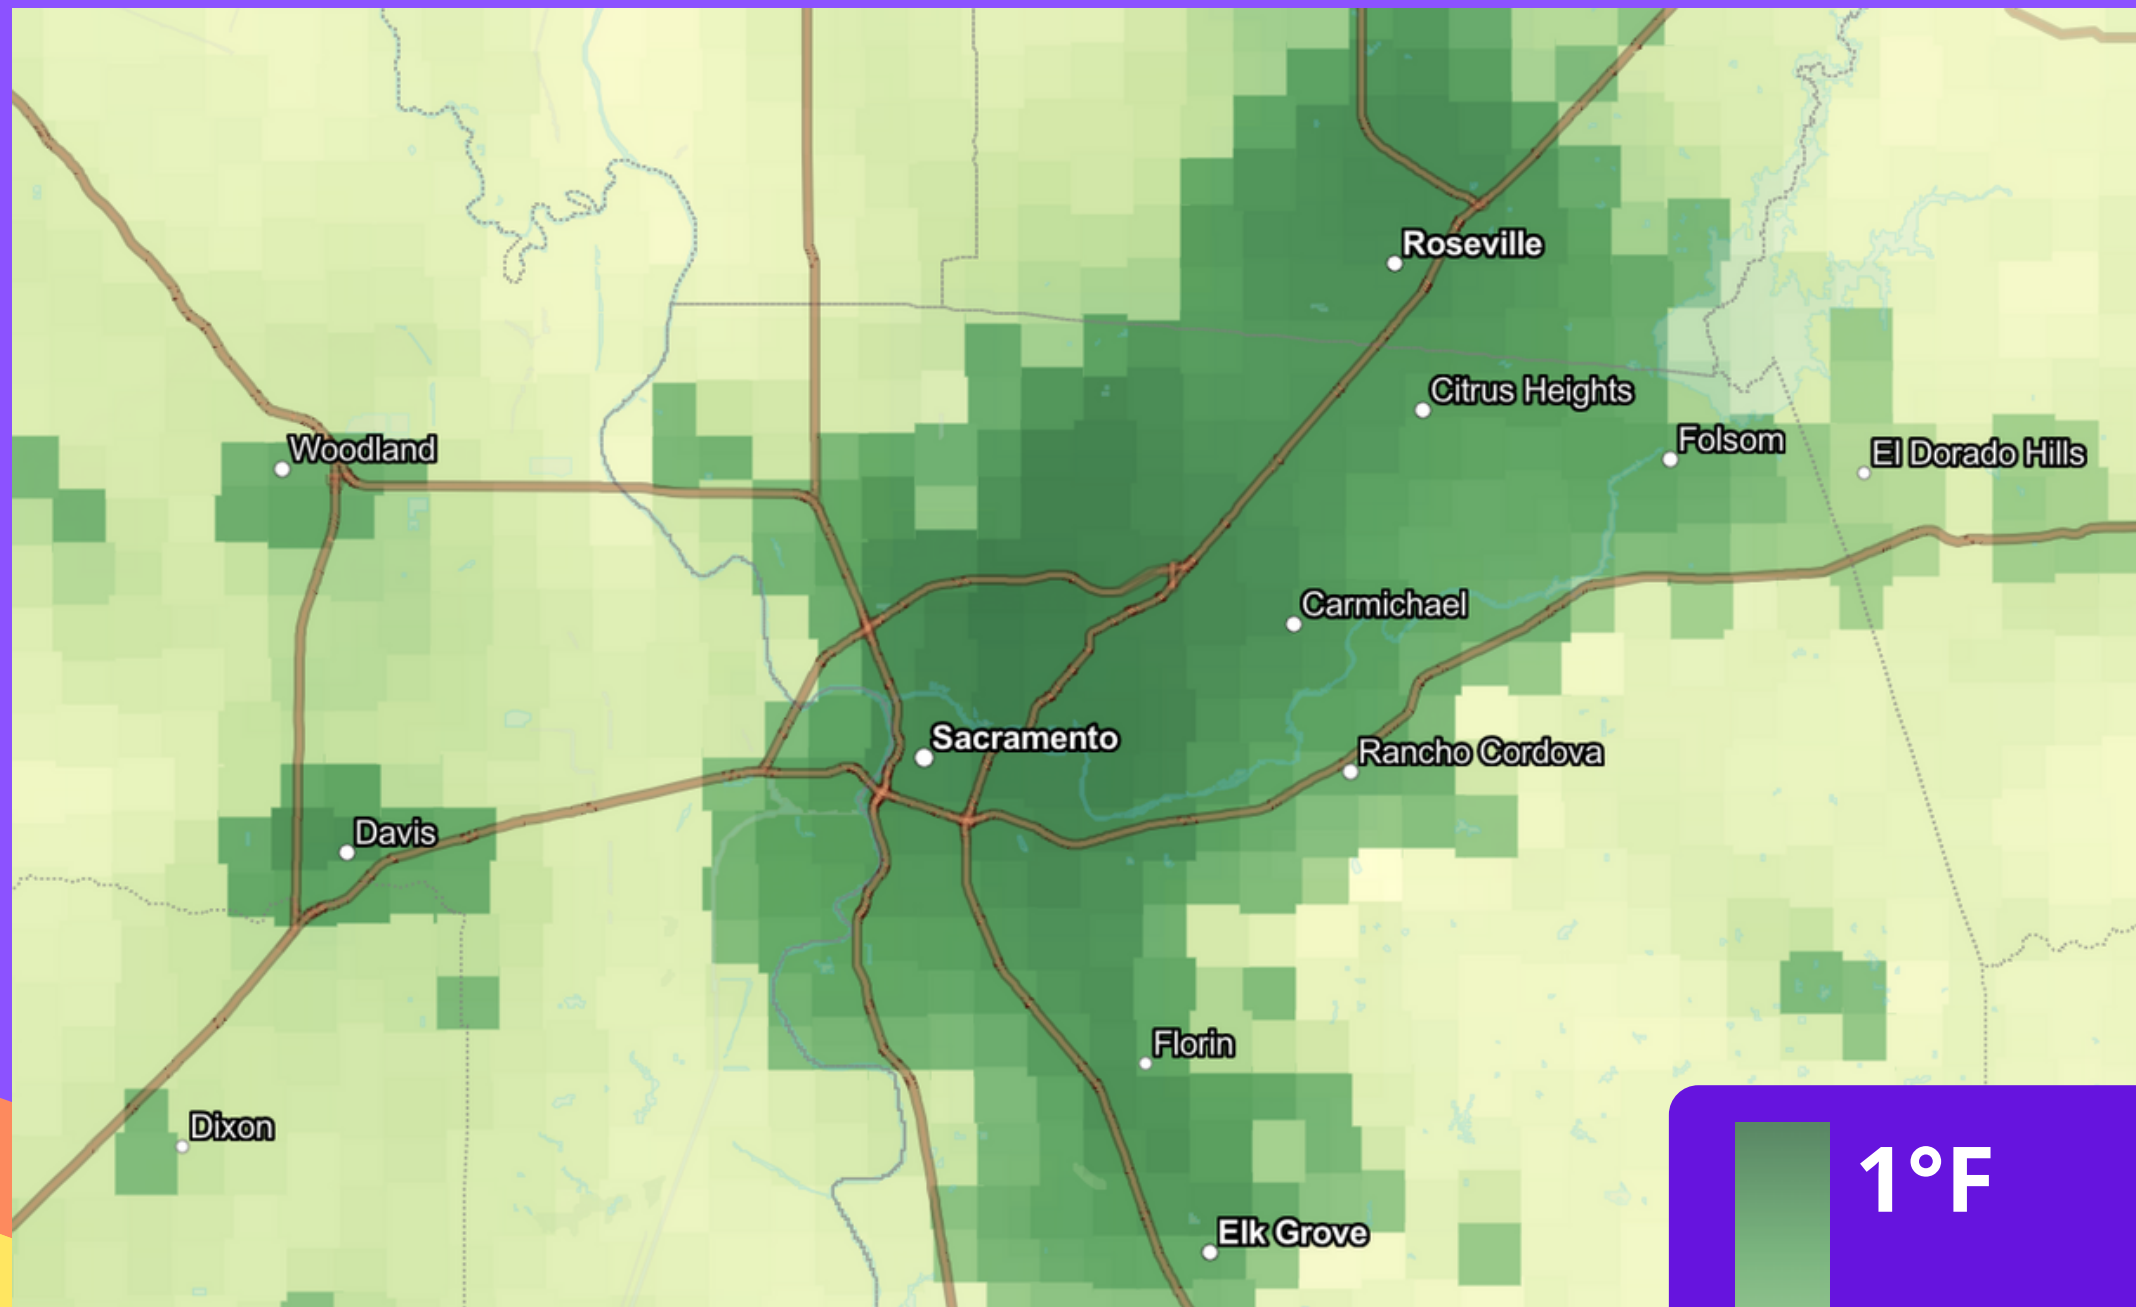 Roseville
Citrus Heights
Folsom
Woodland
El Dorado Hills
Carmichael
Sacramento
Rancho Cordova
Davis
Florin
Dixon
1°F
Elk Grove